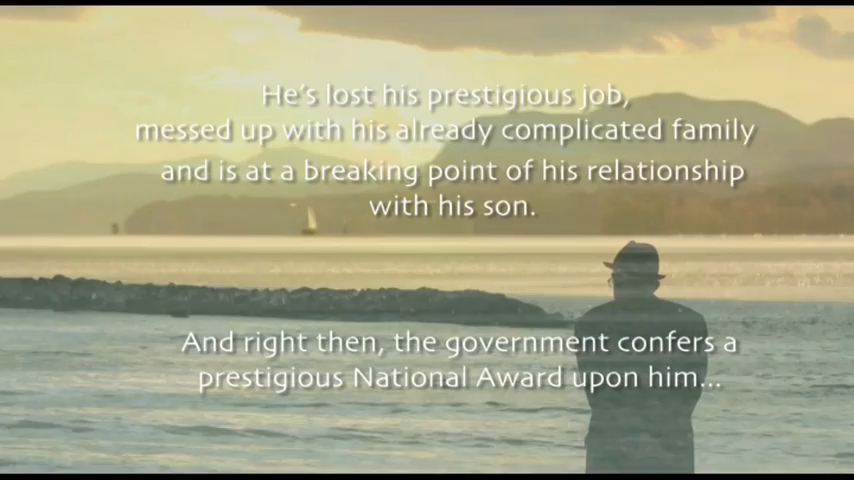 He's lost his prestigious job,
messed up with his already complicated family
and is at a breaking point of his relationship
with his son.
And right then, the government confers a
prestigious National Award upon him...